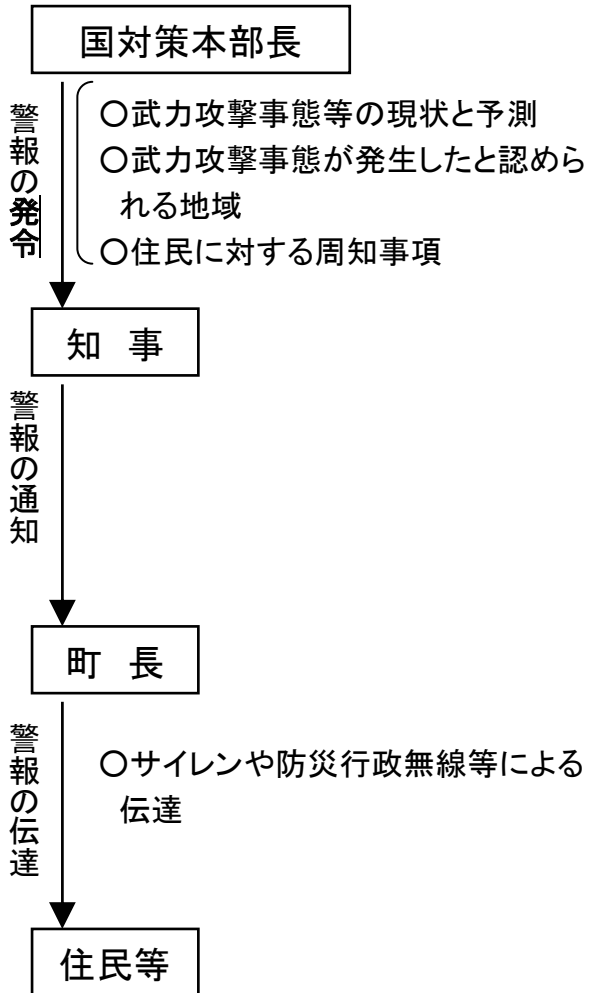 国対策本部長
警報の発令
○武力攻撃事態等の現状と予測
○武力攻撃事態が発生したと認めら
れる地域
○住民に対する周知事項
知 事
警報の通知
町 長
警報の伝達
○サイレンや防災行政無線等による
伝達
住民等